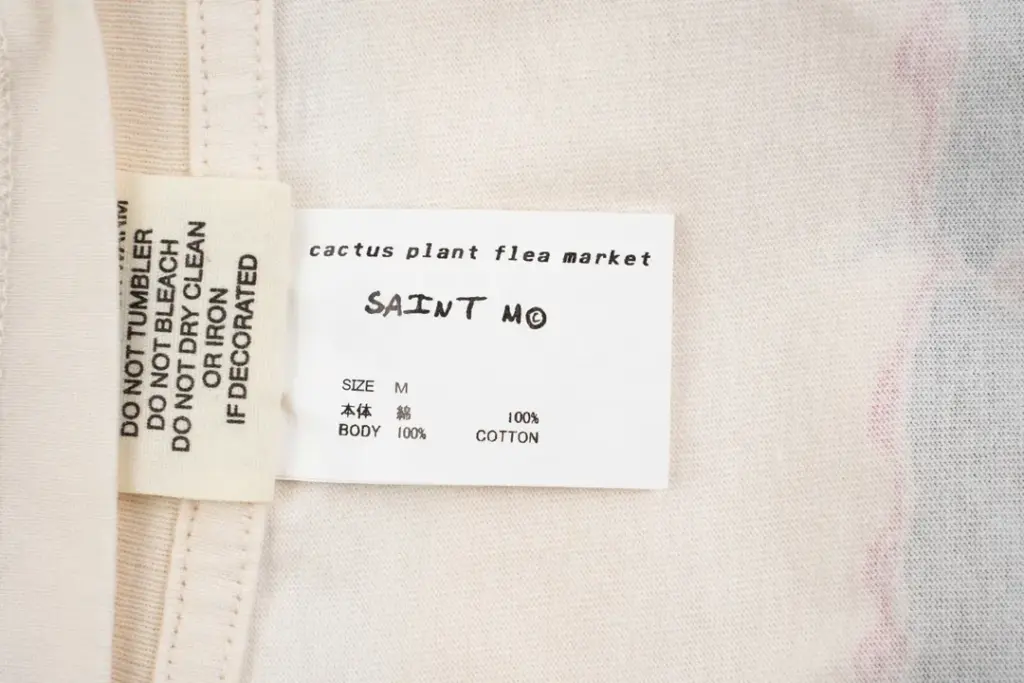 DO NOT TUMBLER
DO NOT BLEACH
DO NOT DRY CLEAN
OR IRON
IF DECORATED
cactus plant flea market
SAINT M©
SIZE M
本体 綿 100%
BODY 100% COTTON